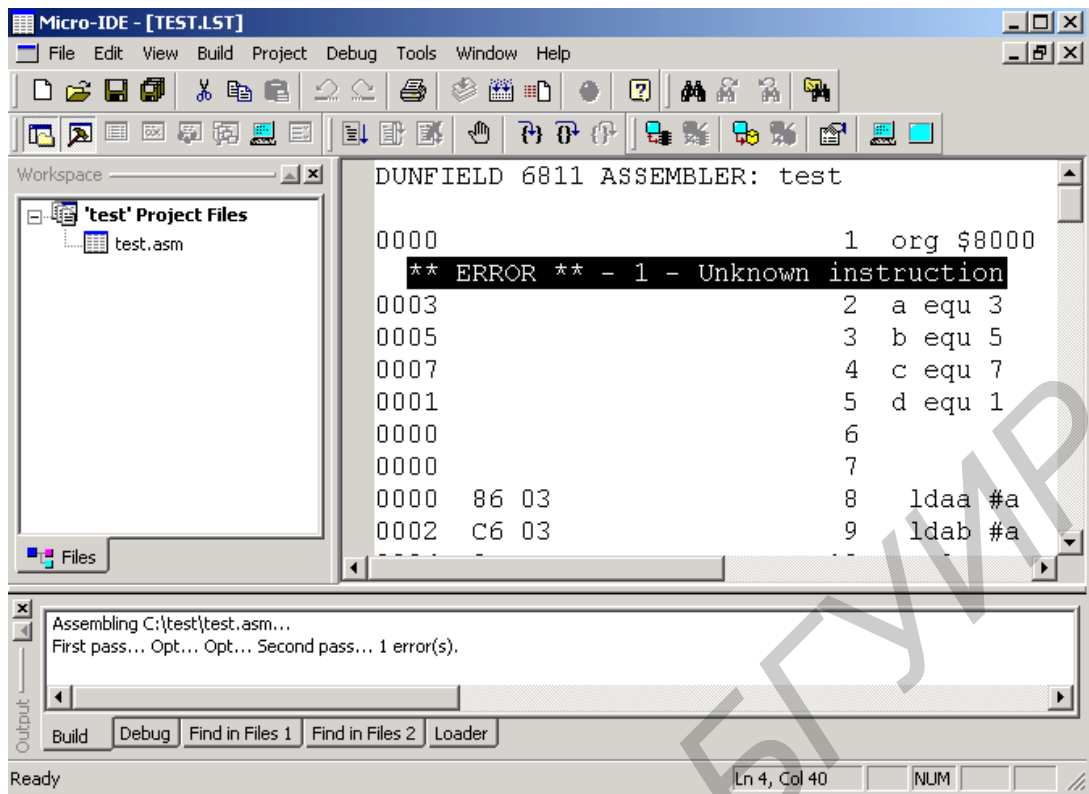 Micro-IDE - [TEST.LST]
File Edit View Build Project Debug Tools Window Help
Workspace
'test' Project Files
test.asm
Files
DUNFIELD 6811 ASSEMBLER: test
0000 1 org $8000
** ERROR ** - 1 - Unknown instruction
0003 2 a equ 3
0005 3 b equ 5
0007 4 c equ 7
0001 5 d equ 1
0000 6
0000 7
0000 86 03 8 ldaa #a
0002 C6 03 9 ldab #a
Output
Assembling C:\test\test.asm...
First pass... Opt... Opt... Second pass... 1 error(s).
Build Debug Find in Files 1 Find in Files 2 Loader
Ready Ln 4, Col 40 NUM
БГУИР